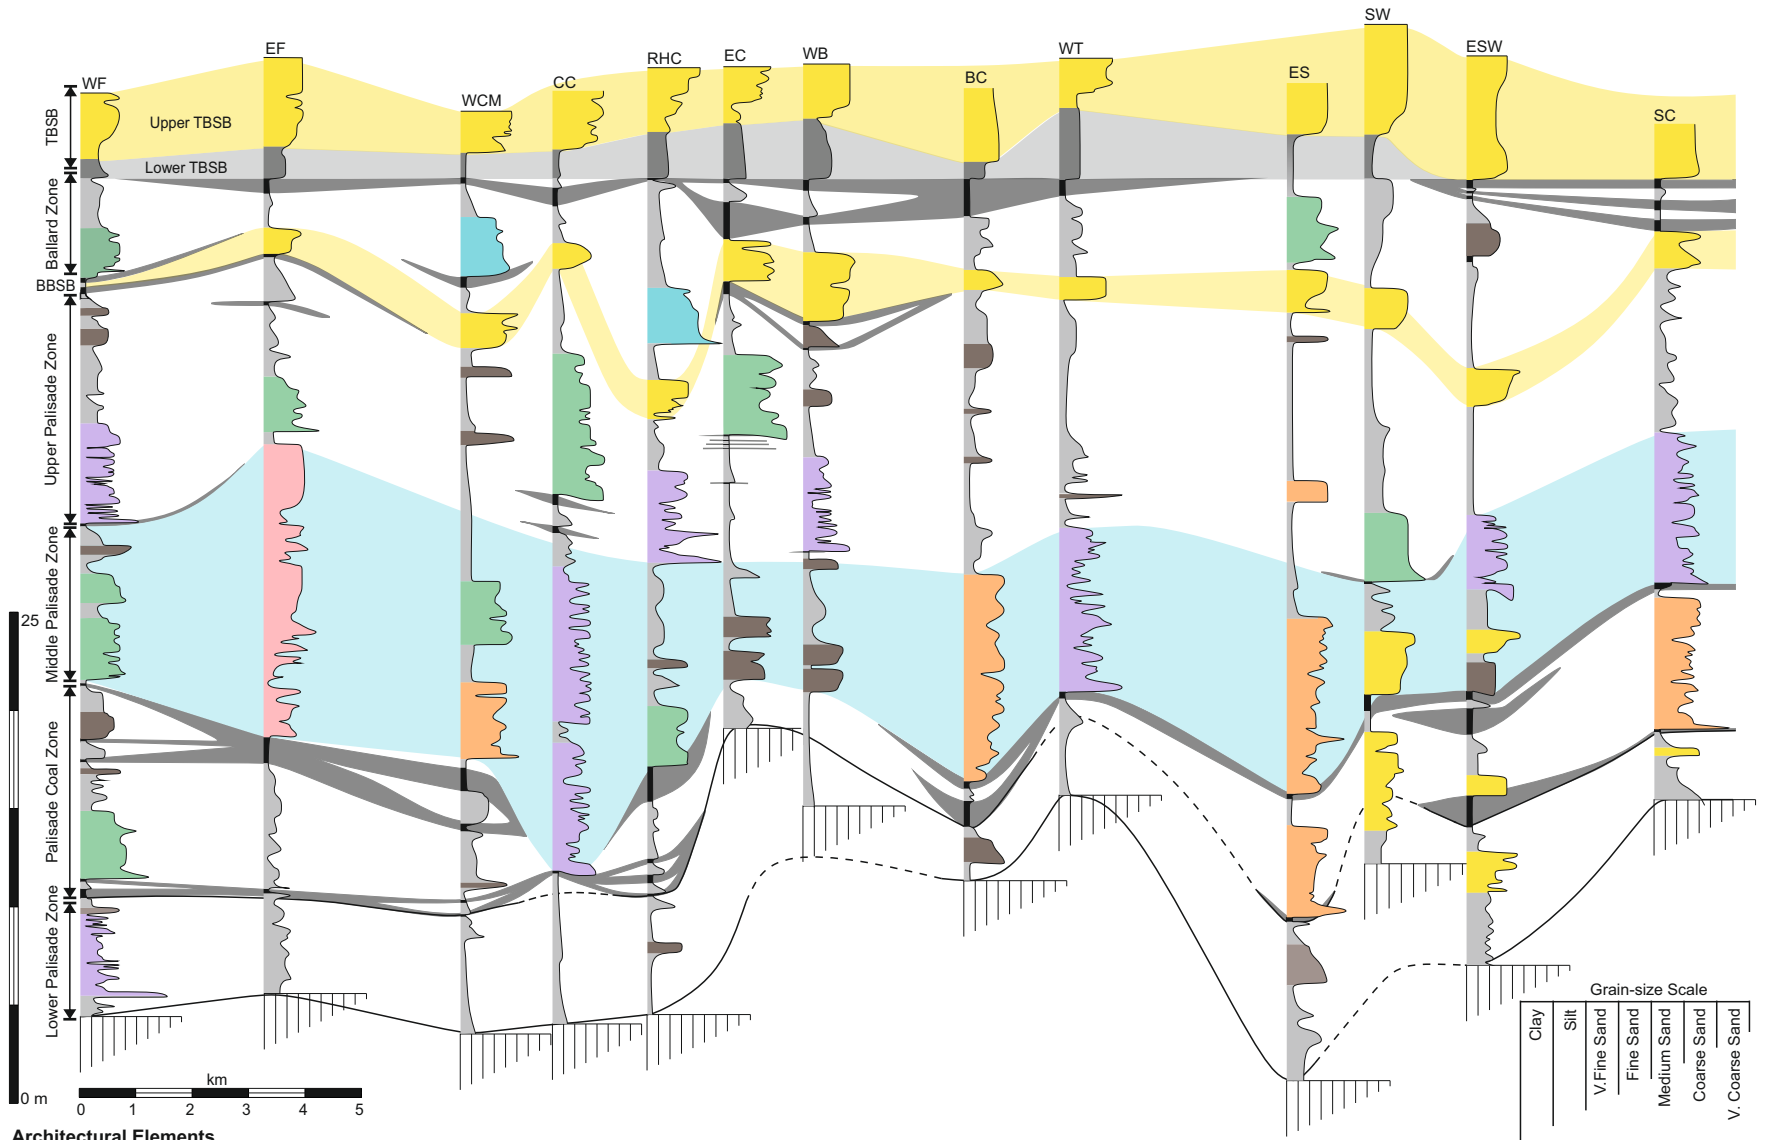 SW
EF
WT
ESW
RHC
EC
WB
WF
CC
BC
ES
WCM
SC
TBSB
Upper TBSB
Lower TBSB
Ballard Zone
BBSB
Upper Palisade Zone
Middle Palisade Zone
Palisade Coal Zone
Lower Palisade Zone
25
0 m
km
0 1 2 3 4 5
Grain-size Scale
Clay
Silt
V.Fine Sand
Fine Sand
Medium Sand
Coarse Sand
V. Coarse Sand
Architectural Elements